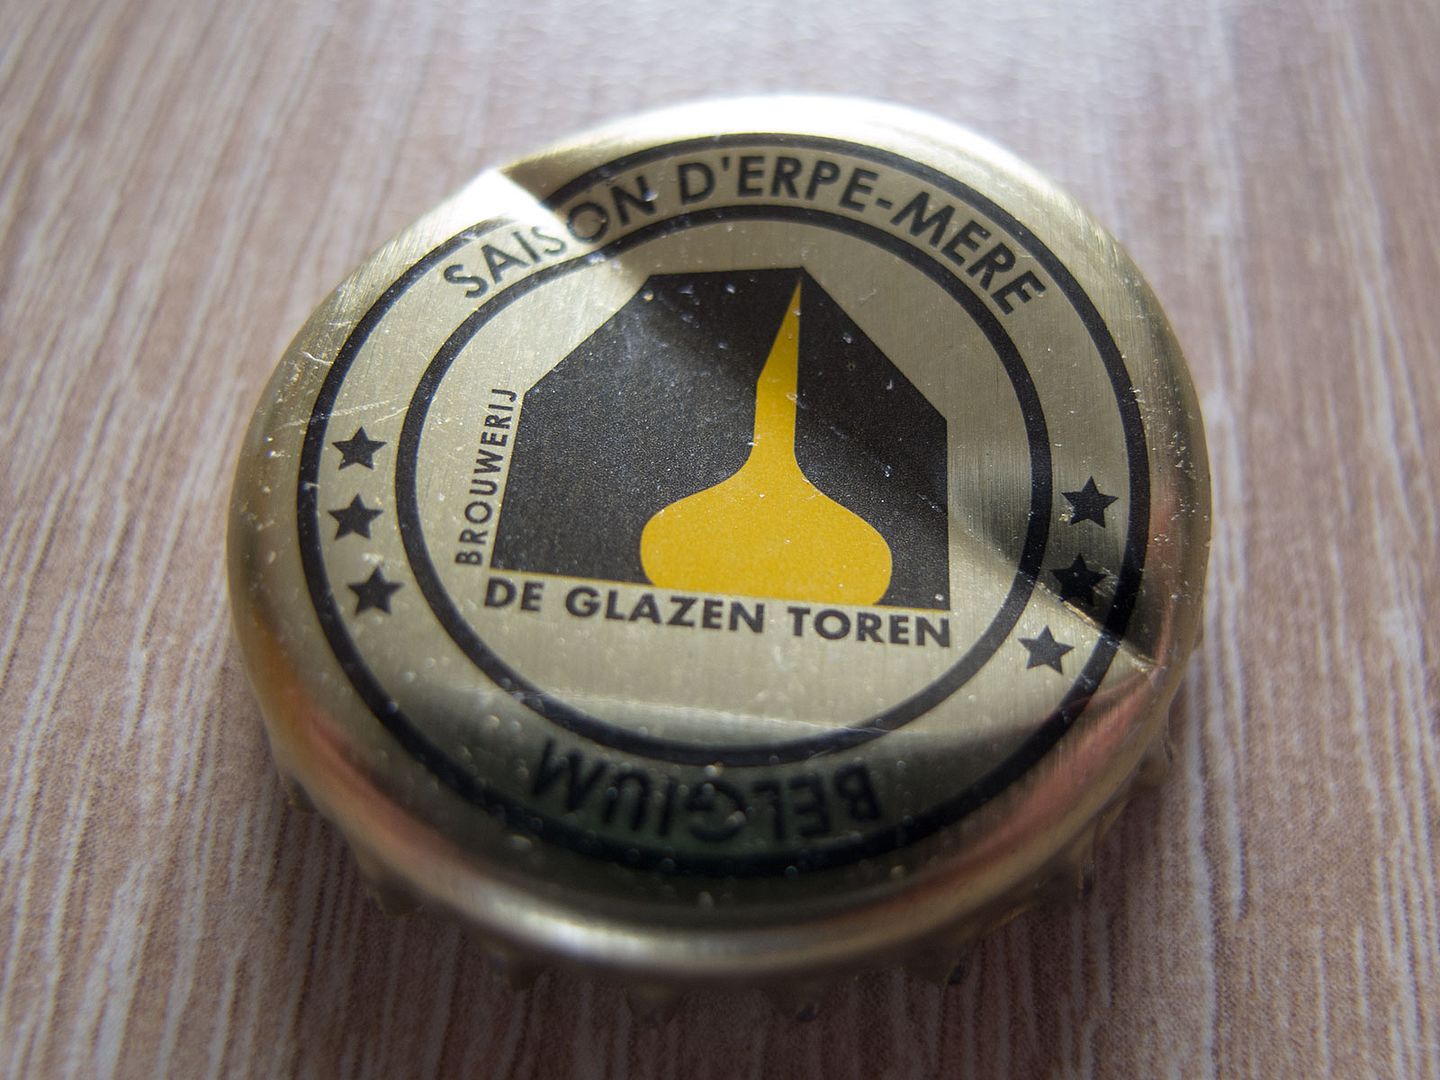 SAISON D'ERPE-MERE
BROUWERIJ
DE GLAZEN TOREN
BELGIUM